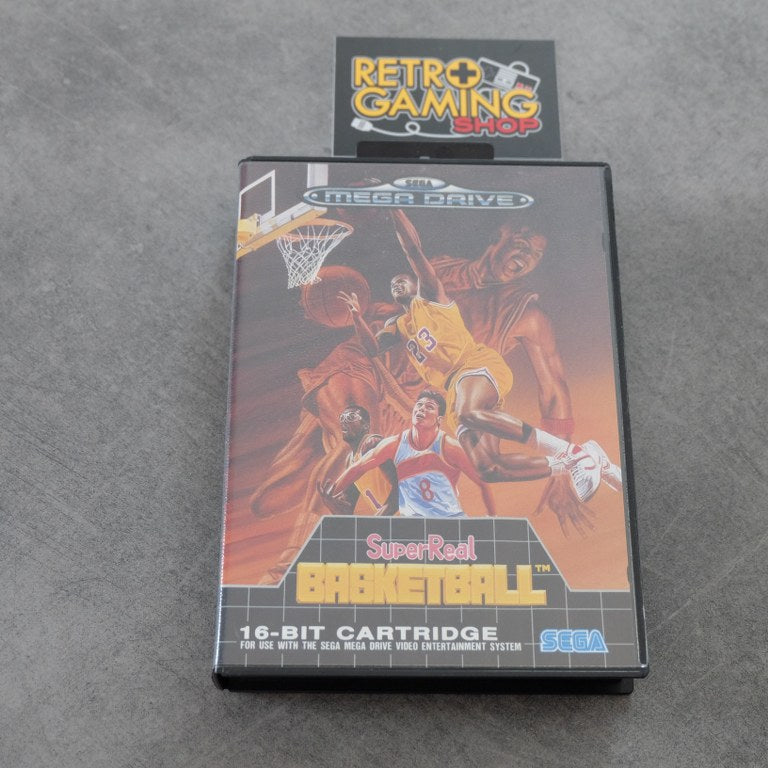 RETRO
GAMING
SHOP
SEGA
MEGA DRIVE
23
1
8
SuperReal
BASKETBALL™
16-BIT CARTRIDGE
FOR USE WITH THE SEGA MEGA DRIVE VIDEO ENTERTAINMENT SYSTEM
SEGA